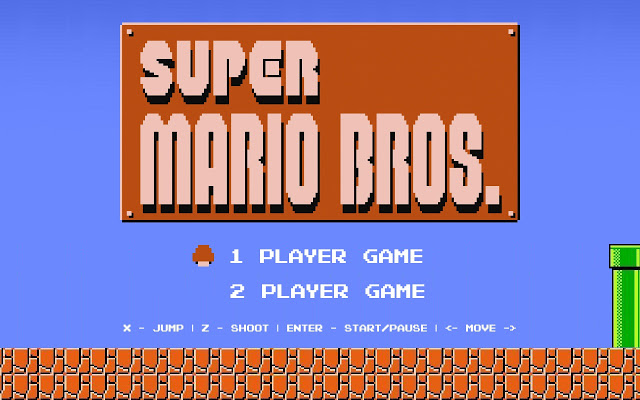 SUPER
MARIO BROS.
1 PLAYER GAME
2 PLAYER GAME
X - JUMP | Z - SHOOT | ENTER - START/PAUSE | <- MOVE ->